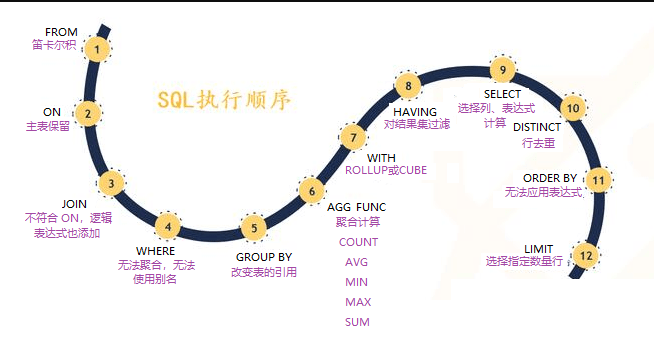 FROM
笛卡尔积
1
ON
主表保留
2
JOIN
不符合 ON，逻辑
表达式也添加
3
WHERE
无法聚合，无法
使用别名
4
GROUP BY
改变表的引用
5
AGG FUNC
聚合计算
COUNT
AVG
MIN
MAX
SUM
6
WITH
ROLLUP或CUBE
7
HAVING
对结果集过滤
8
SELECT
选择列、表达式
计算
9
DISTINCT
行去重
10
ORDER BY
无法应用表达式
11
LIMIT
选择指定数量行
12
SQL执行顺序